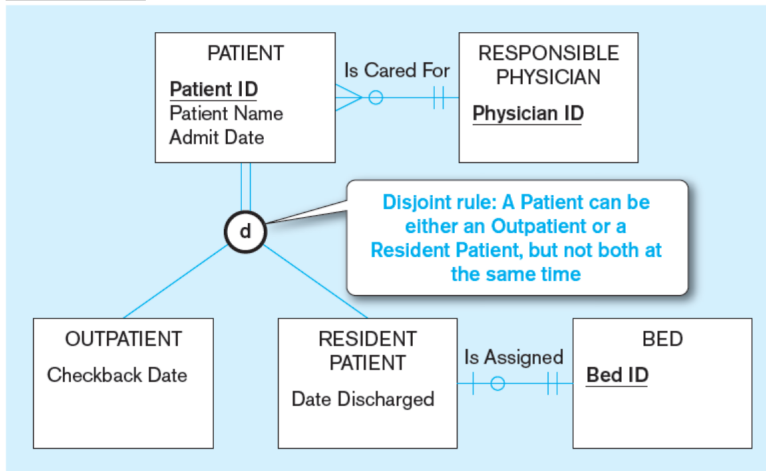 PATIENT
Patient ID
Patient Name
Admit Date
Is Cared For
RESPONSIBLE
PHYSICIAN
Physician ID
d
Disjoint rule: A Patient can be
either an Outpatient or a
Resident Patient, but not both at
the same time
OUTPATIENT
Checkback Date
RESIDENT
PATIENT
Date Discharged
Is Assigned
BED
Bed ID